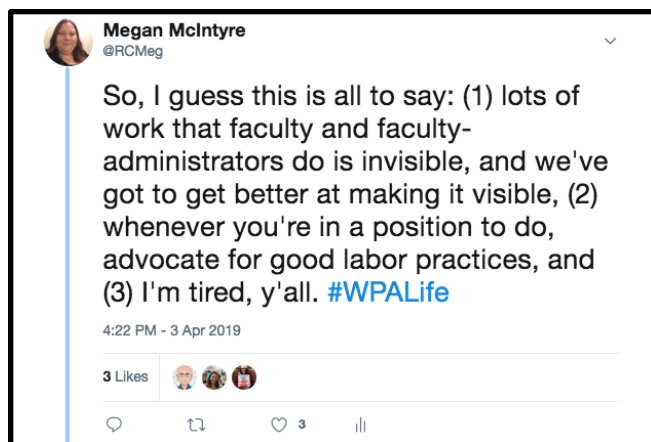 Megan McIntyre
@RCMeg
So, I guess this is all to say: (1) lots of
work that faculty and faculty-
administrators do is invisible, and we've
got to get better at making it visible, (2)
whenever you're in a position to do,
advocate for good labor practices, and
(3) I'm tired, y'all. #WPALife
4:22 PM - 3 Apr 2019
3 Likes
3